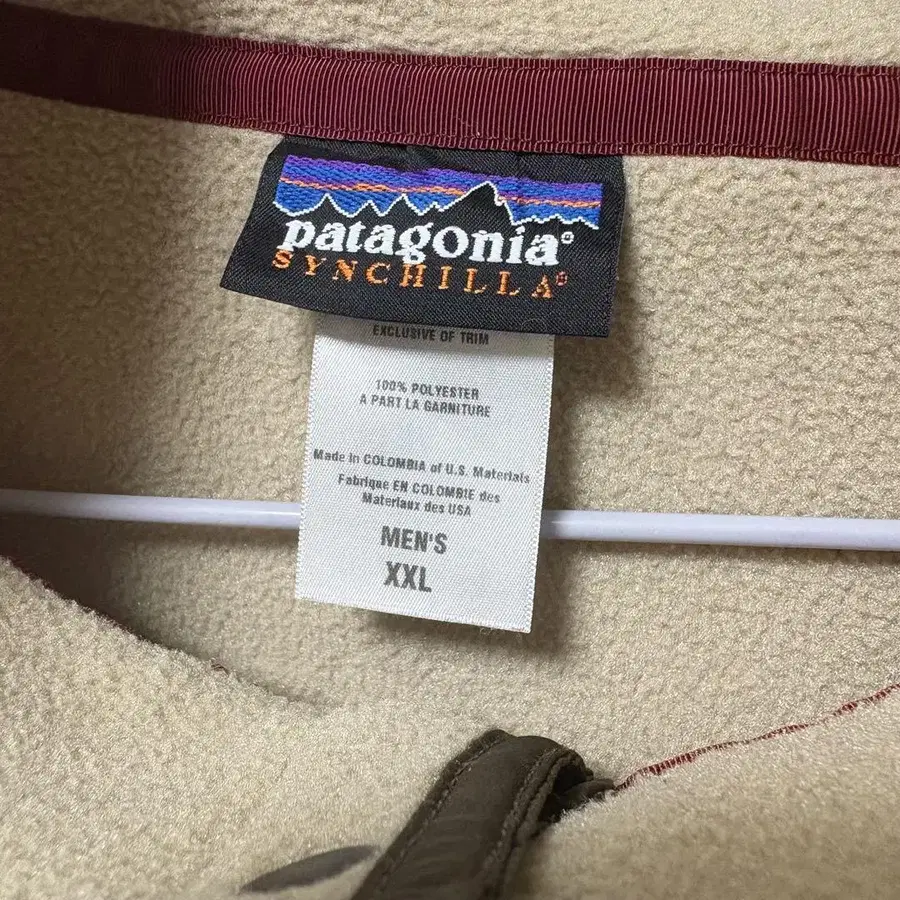 patagonia®
SYNCHILLA®
EXCLUSIVE OF TRIM
100% POLYESTER
A PART LA GARNITURE
Made in COLOMBIA of U.S. Materials
Fabrique EN COLOMBIE des
Materiaux des USA
MEN'S
XXL